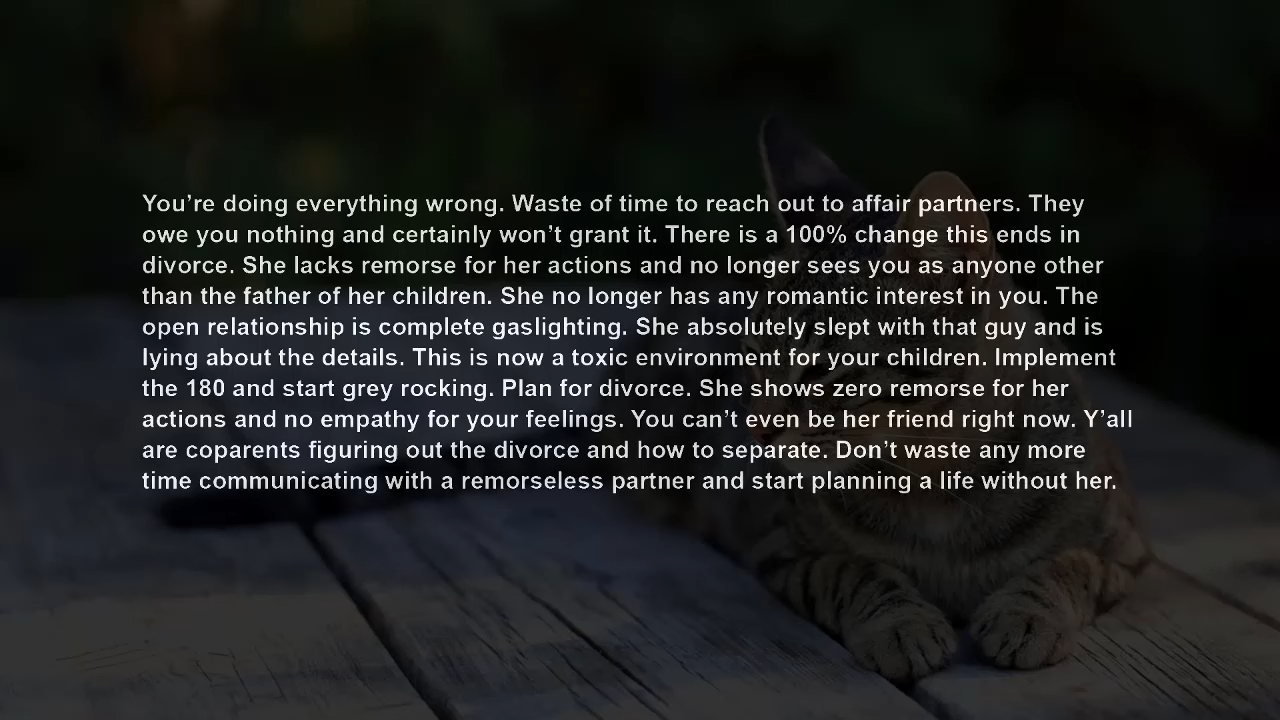 You’re doing everything wrong. Waste of time to reach out to affair partners. They
owe you nothing and certainly won’t grant it. There is a 100% change this ends in
divorce. She lacks remorse for her actions and no longer sees you as anyone other
than the father of her children. She no longer has any romantic interest in you. The
open relationship is complete gaslighting. She absolutely slept with that guy and is
lying about the details. This is now a toxic environment for your children. Implement
the 180 and start grey rocking. Plan for divorce. She shows zero remorse for her
actions and no empathy for your feelings. You can’t even be her friend right now. Y’all
are coparents figuring out the divorce and how to separate. Don’t waste any more
time communicating with a remorseless partner and start planning a life without her.